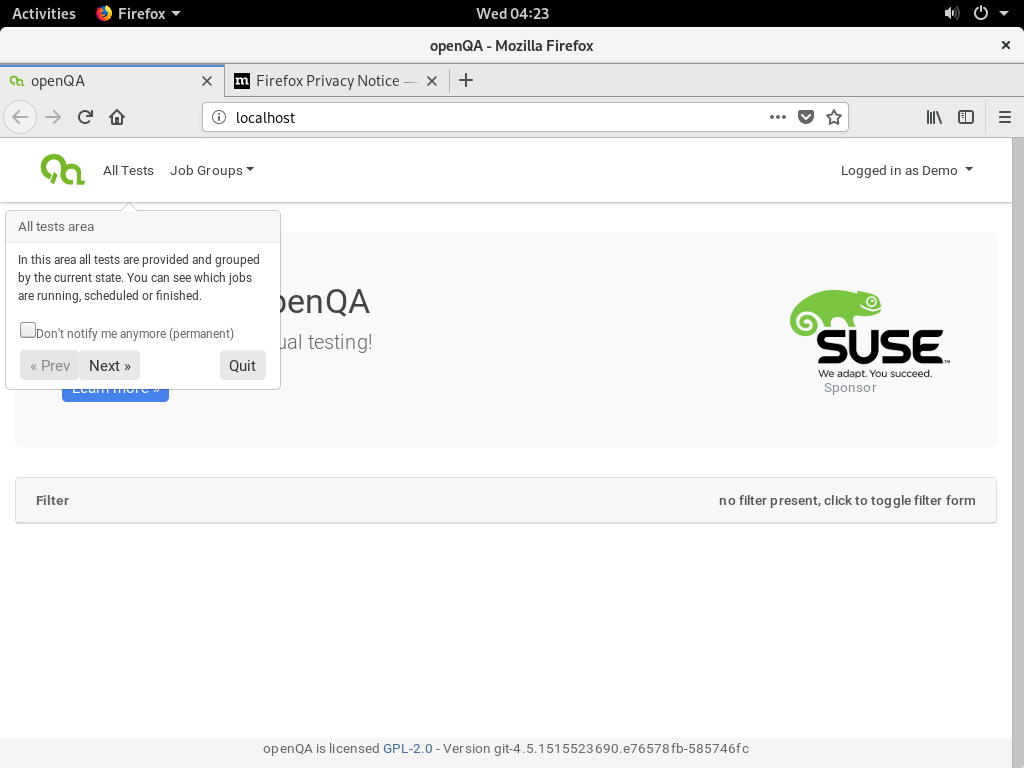 Activities Firefox Wed 04:23
openQA - Mozilla Firefox
openQA Firefox Privacy Notice —
localhost
All Tests Job Groups Logged in as Demo
All tests area
In this area all tests are provided and grouped
by the current state. You can see which jobs
are running, scheduled or finished.
Don't notify me anymore (permanent)
« Prev Next » Quit
openQA
ual testing!
Learn more »
SUSE
We adapt. You succeed.
Sponsor
Filter no filter present, click to toggle filter form
openQA is licensed GPL-2.0 - Version git-4.5.1515523690.e76578fb-585746fc